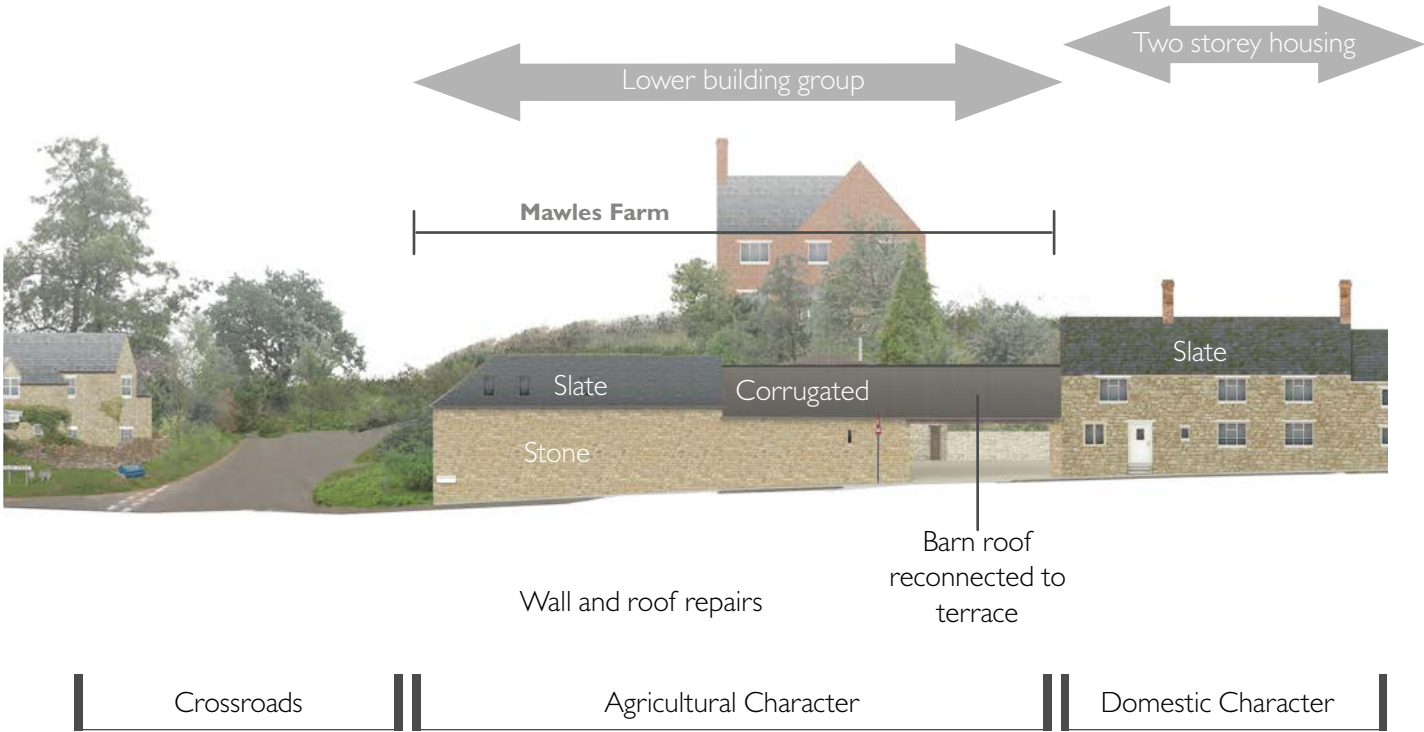 Two storey housing
Lower building group
Mawles Farm
Slate
Slate
Corrugated
Stone
Barn roof
reconnected to
terrace
Wall and roof repairs
Crossroads
Agricultural Character
Domestic Character